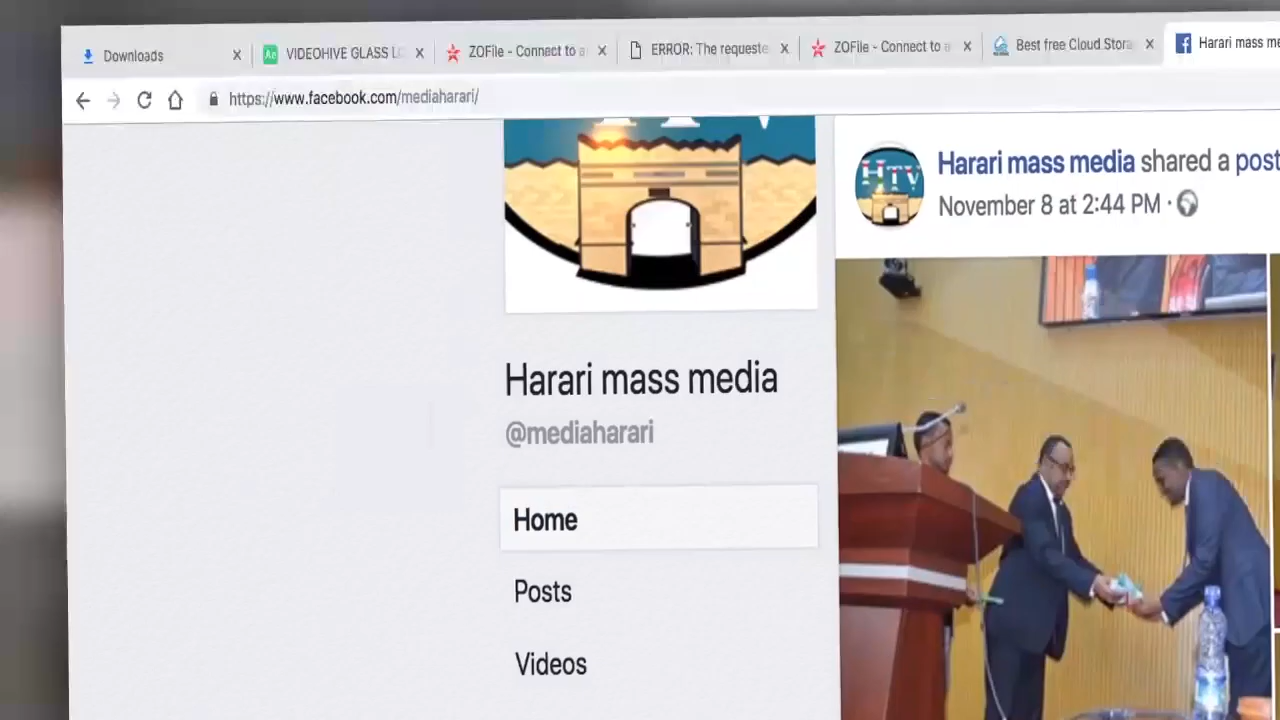 Downloads
VIDEOHIVE GLASS LO
ZOFile - Connect to a
ERROR: The requeste
ZOFile - Connect to a
Best free Cloud Stora
Harari mass me
https://www.facebook.com/mediaharari/
Harari mass media shared a post
November 8 at 2:44 PM ·
HTV
Harari mass media
@mediaharari
Home
Posts
Videos